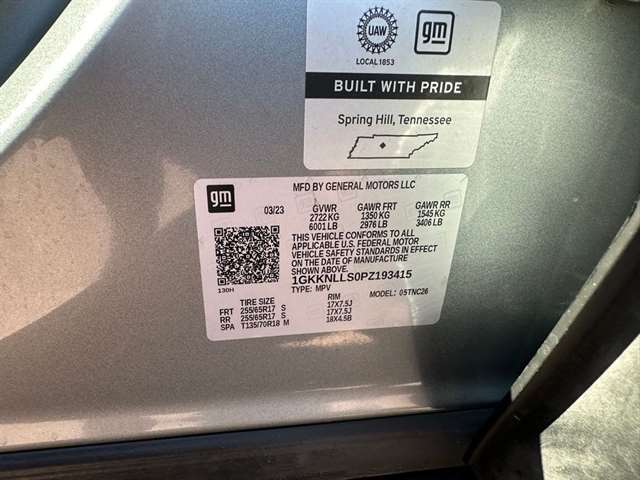 UAW
gm
LOCAL 1853
BUILT WITH PRIDE
Spring Hill, Tennessee
gm
MFD BY GENERAL MOTORS LLC
03/23 GVWR GAWR FRT GAWR RR
2722 KG 1350 KG 1545 KG
6001 LB 2976 LB 3406 LB
THIS VEHICLE CONFORMS TO ALL
APPLICABLE U.S. FEDERAL MOTOR
VEHICLE SAFETY STANDARDS IN EFFECT
ON THE DATE OF MANUFACTURE
SHOWN ABOVE.
1GKKNLLS0PZ193415
130H
TYPE: MPV MODEL: 05TNC26
TIRE SIZE RIM
FRT 255/65R17 S 17X7.5J
RR 255/65R17 S 17X7.5J
SPA T135/70R18 M 18X4.5B